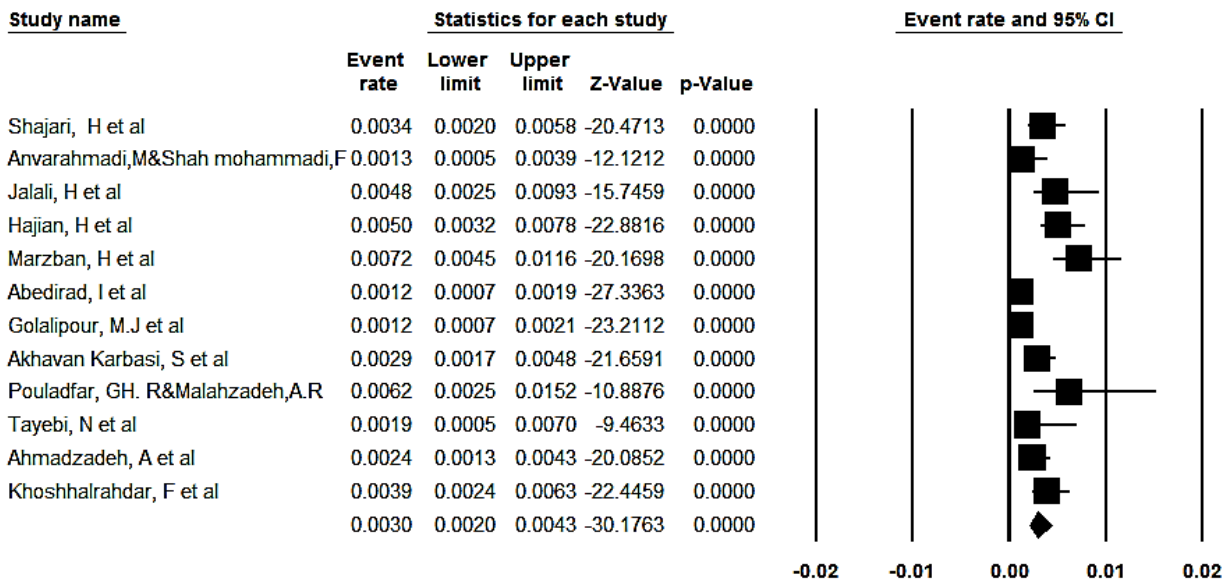 Study name Statistics for each study Event rate and 95% CI
Event Lower Upper
rate limit limit Z-Value p-Value
Shajari, H et al 0.0034 0.0020 0.0058 -20.4713 0.0000
Anvarahmadi,M&Shah mohammadi,F 0.0013 0.0005 0.0039 -12.1212 0.0000
Jalali, H et al 0.0048 0.0025 0.0093 -15.7459 0.0000
Hajian, H et al 0.0050 0.0032 0.0078 -22.8816 0.0000
Marzban, H et al 0.0072 0.0045 0.0116 -20.1698 0.0000
Abedirad, I et al 0.0012 0.0007 0.0019 -27.3363 0.0000
Golalipour, M.J et al 0.0012 0.0007 0.0021 -23.2112 0.0000
Akhavan Karbasi, S et al 0.0029 0.0017 0.0048 -21.6591 0.0000
Pouladfar, GH. R&Malahzadeh,A.R 0.0062 0.0025 0.0152 -10.8876 0.0000
Tayebi, N et al 0.0019 0.0005 0.0070 -9.4633 0.0000
Ahmadzadeh, A et al 0.0024 0.0013 0.0043 -20.0852 0.0000
Khoshhalrahdar, F et al 0.0039 0.0024 0.0063 -22.4459 0.0000
0.0030 0.0020 0.0043 -30.1763 0.0000
-0.02 -0.01 0.00 0.01 0.02